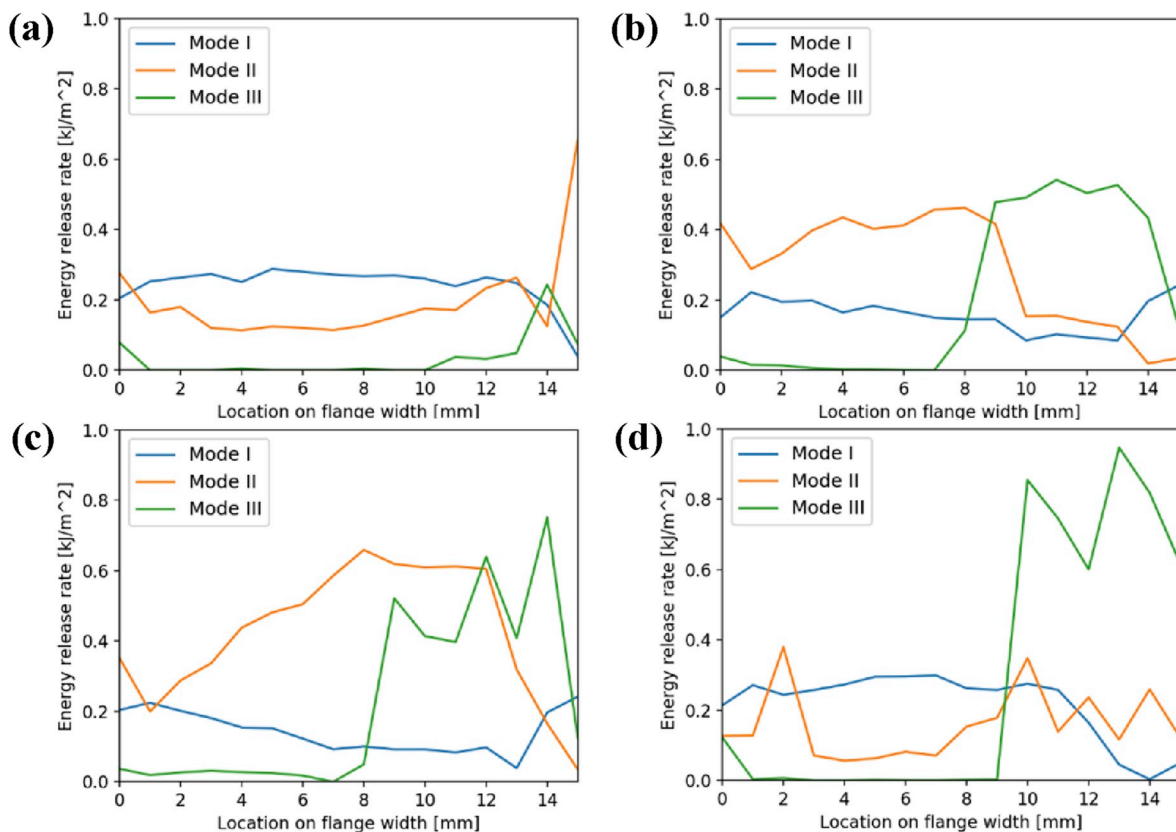 (a)
1.0
0.8
0.6
0.4
0.2
0.0
Energy release rate [kJ/m^2]
Mode I
Mode II
Mode III
0 2 4 6 8 10 12 14
Location on flange width [mm]
(b)
1.0
0.8
0.6
0.4
0.2
0.0
Energy release rate [kJ/m^2]
Mode I
Mode II
Mode III
0 2 4 6 8 10 12 14
Location on flange width [mm]
(c)
1.0
0.8
0.6
0.4
0.2
0.0
Energy release rate [kJ/m^2]
Mode I
Mode II
Mode III
0 2 4 6 8 10 12 14
Location on flange width [mm]
(d)
1.0
0.8
0.6
0.4
0.2
0.0
Energy release rate [kJ/m^2]
Mode I
Mode II
Mode III
0 2 4 6 8 10 12 14
Location on flange width [mm]